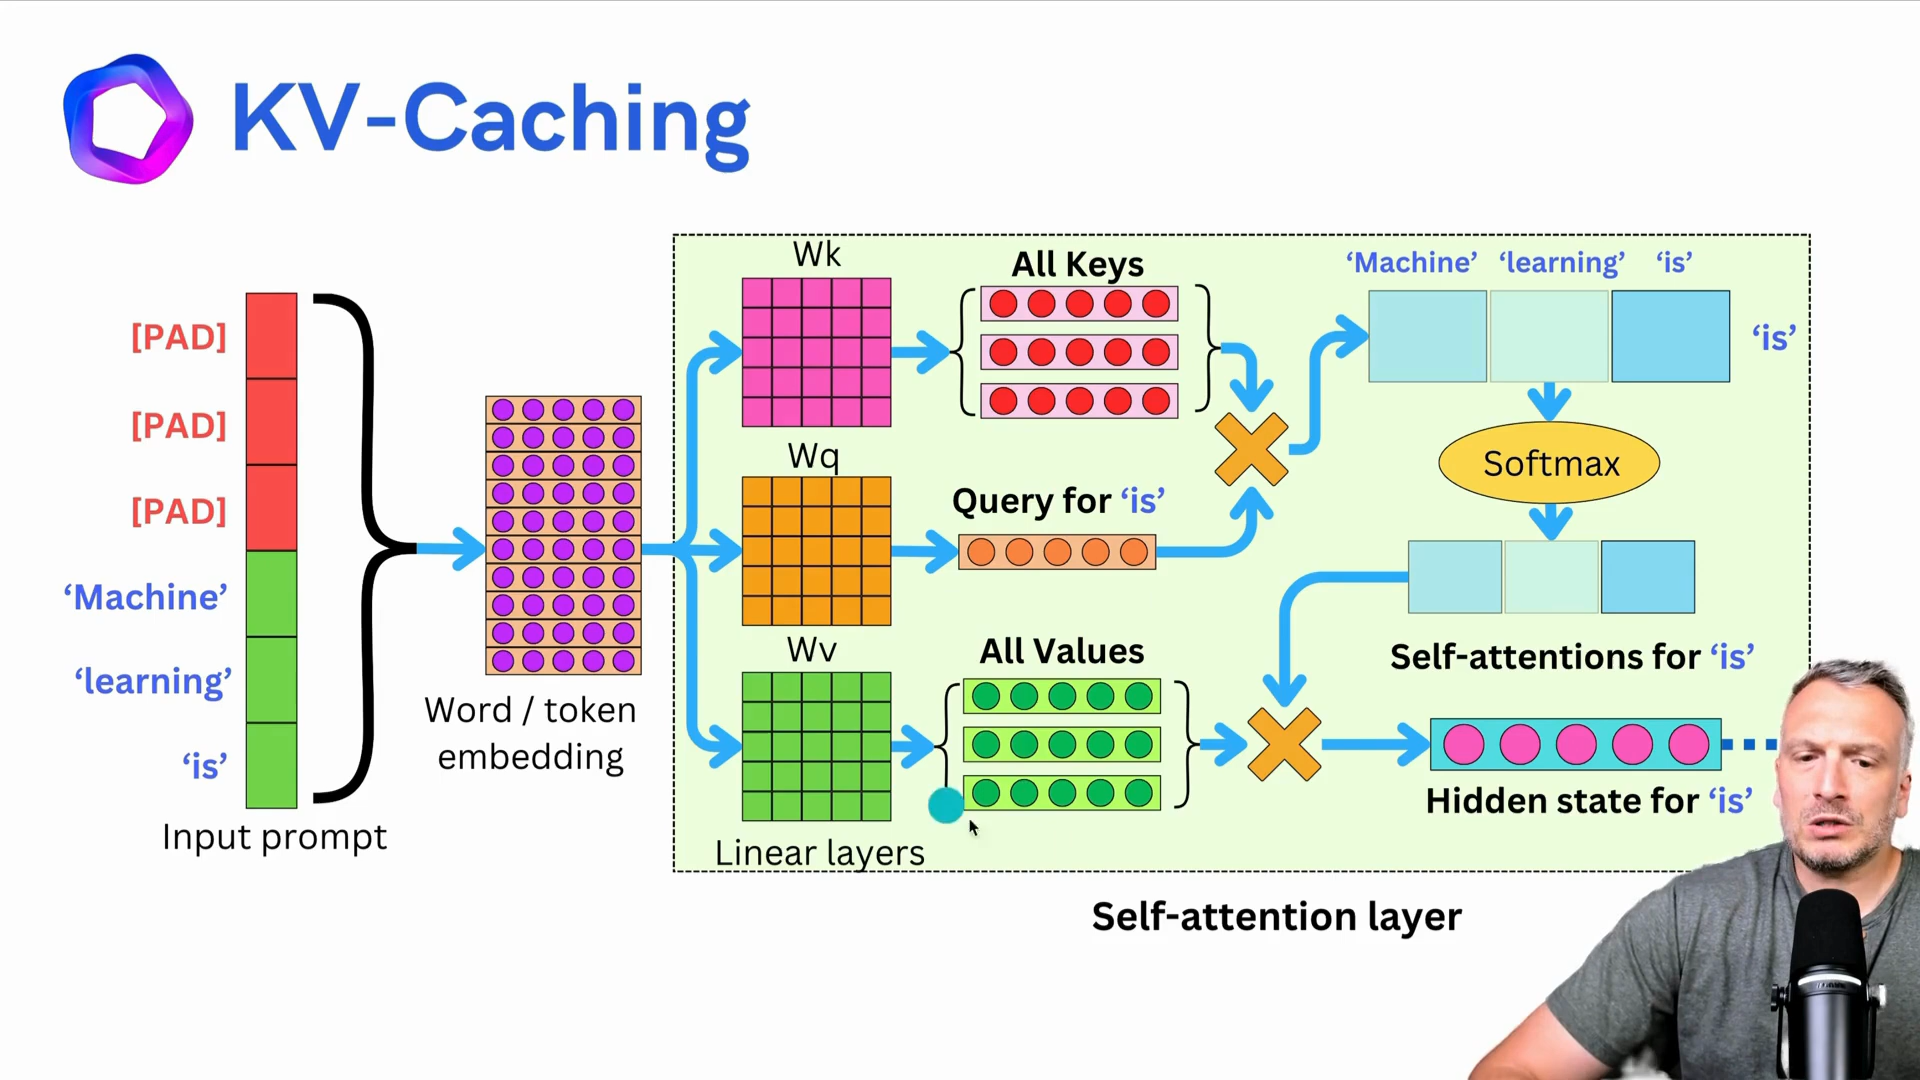 KV-Caching
[PAD]
[PAD]
[PAD]
‘Machine’
‘learning’
‘is’
Input prompt
Word / token
embedding
Wk
Wq
Wv
Linear layers
All Keys
Query for ‘is’
All Values
‘Machine’ ‘learning’ ‘is’
‘is’
Softmax
Self-attentions for ‘is’
Hidden state for ‘is’
Self-attention layer